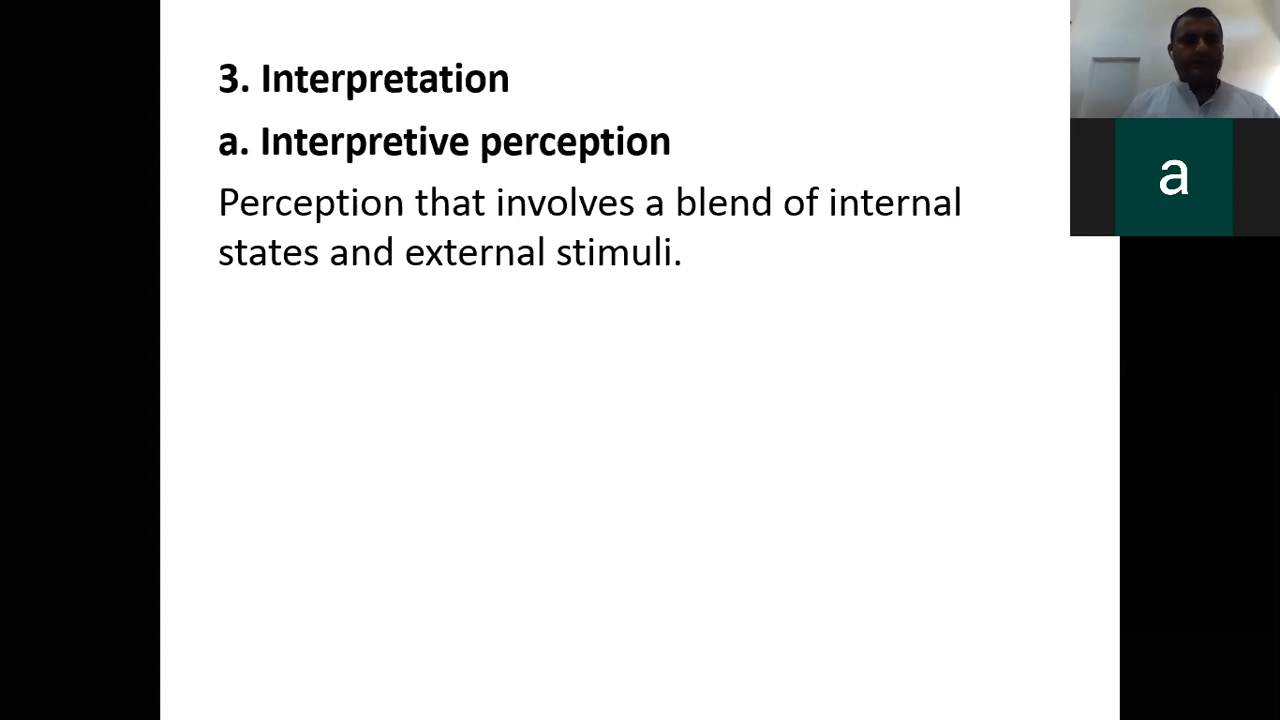 3. Interpretation
a. Interpretive perception
Perception that involves a blend of internal
states and external stimuli.
a